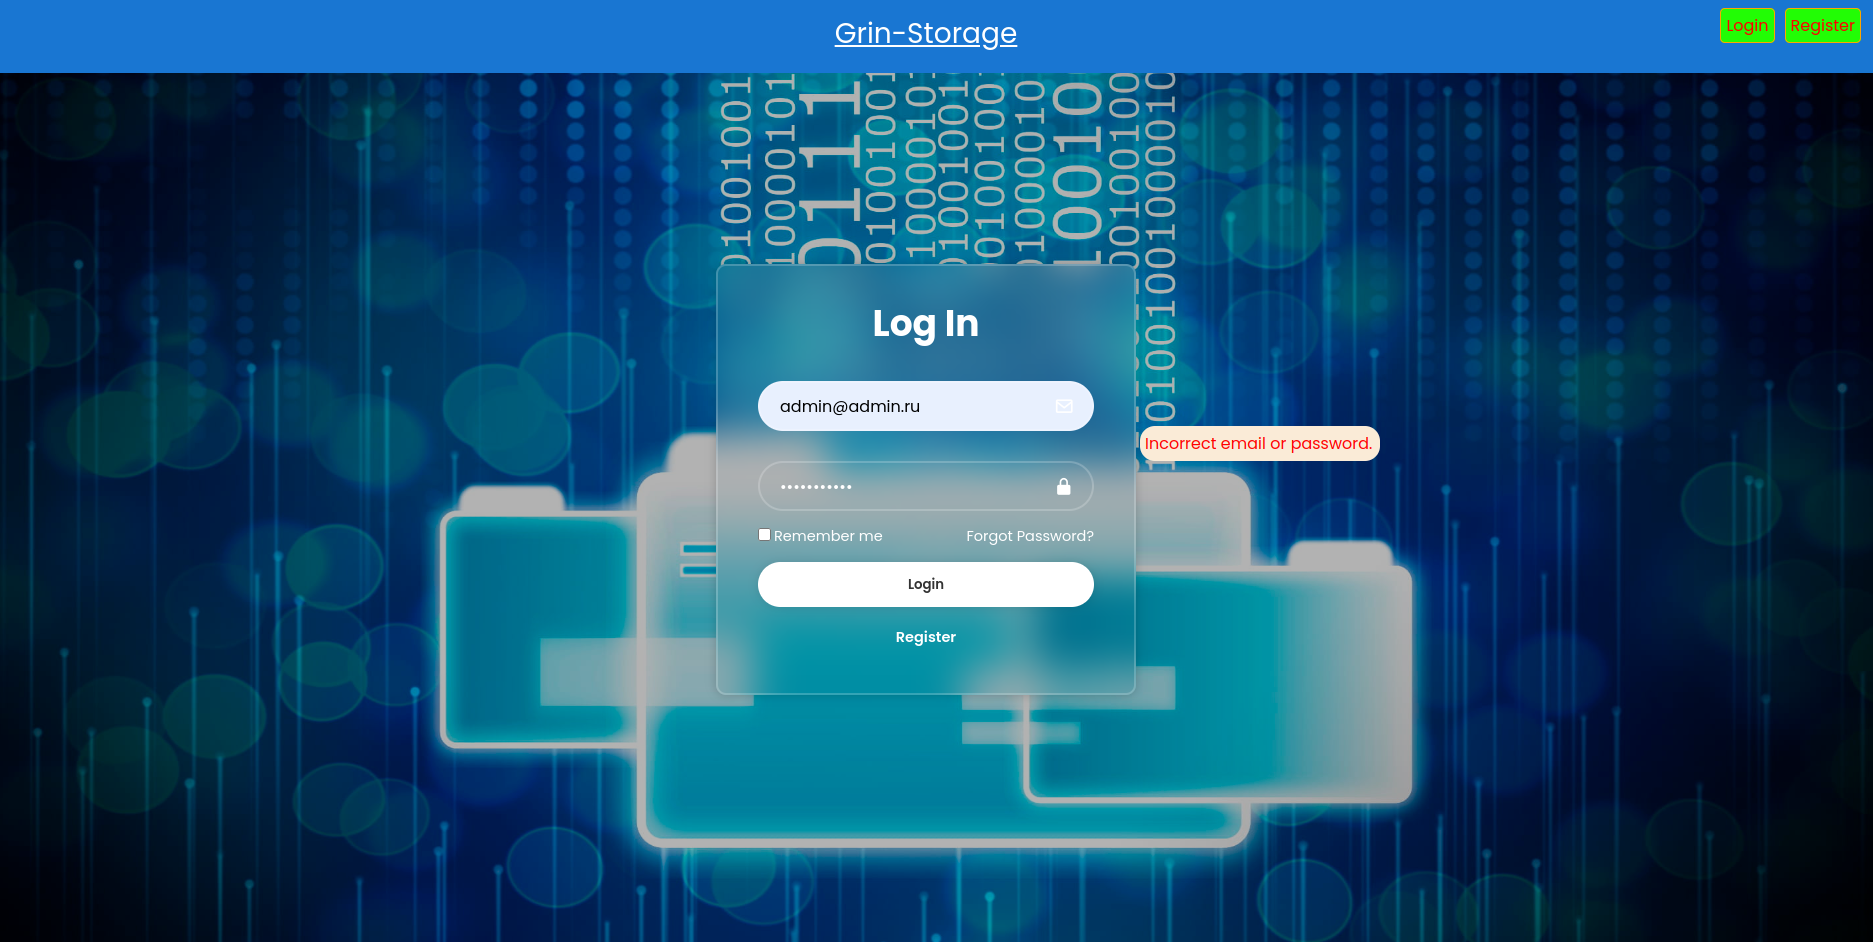 Grin-Storage
Login Register
Log In
admin@admin.ru
Incorrect email or password.
Remember me Forgot Password?
Login
Register